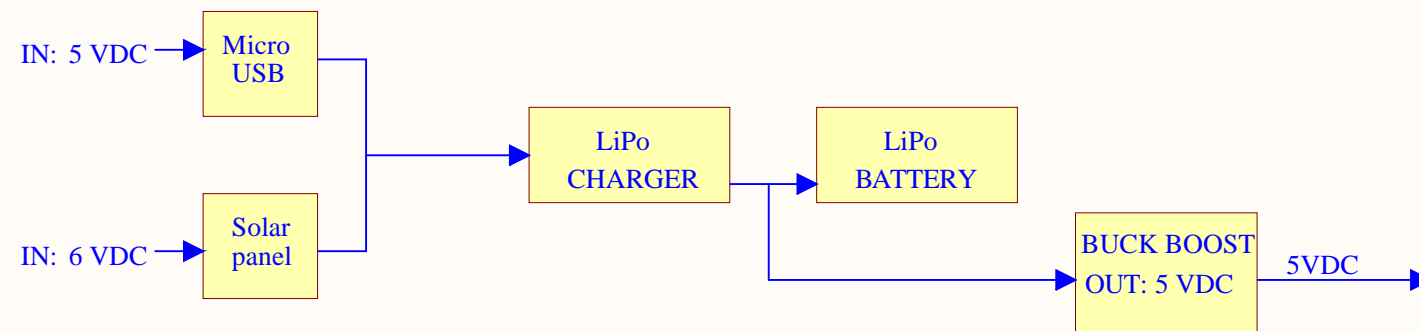 IN: 5 VDC
Micro
USB
LiPo
CHARGER
LiPo
BATTERY
IN: 6 VDC
Solar
panel
BUCK BOOST
OUT: 5 VDC
5VDC